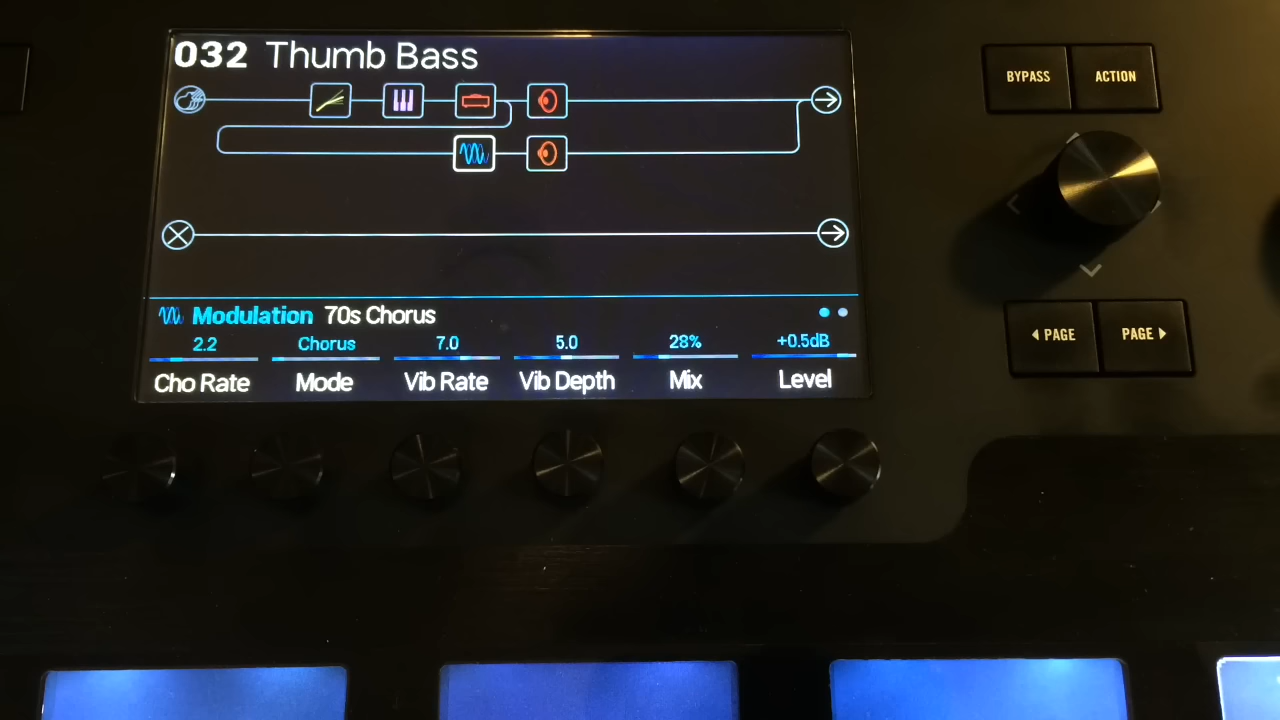 032 Thumb Bass
BYPASS
ACTION
Modulation 70s Chorus
2.2 Chorus 7.0 5.0 28% +0.5dB
Cho Rate Mode Vib Rate Vib Depth Mix Level
PAGE
PAGE